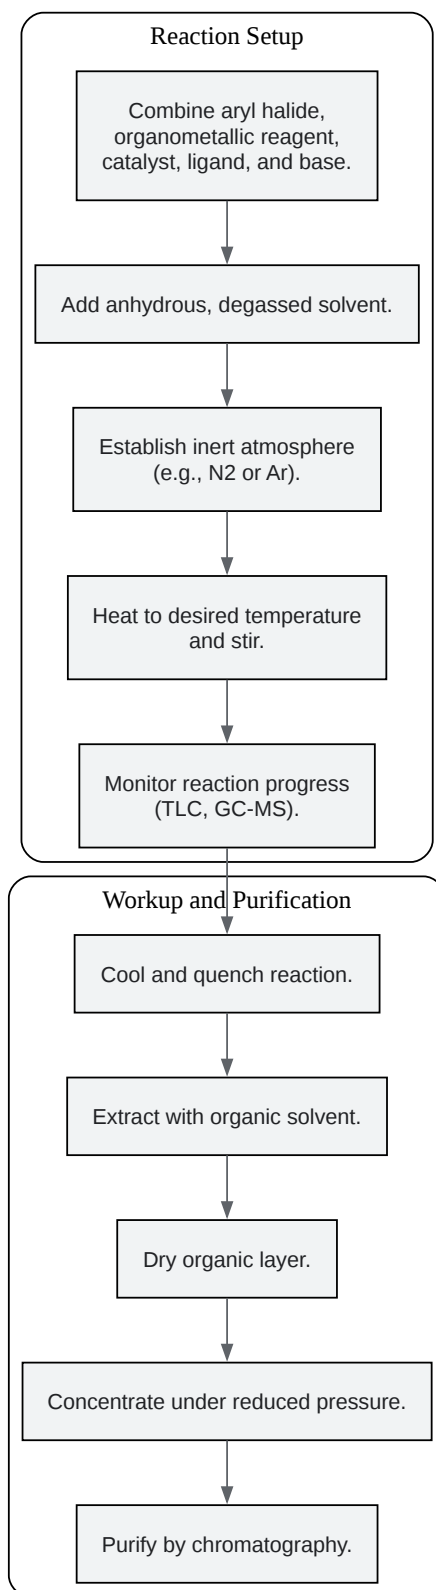 Reaction Setup
Combine aryl halide,
organometallic reagent,
catalyst, ligand, and base.
Add anhydrous, degassed solvent.
Establish inert atmosphere
(e.g., N2 or Ar).
Heat to desired temperature
and stir.
Monitor reaction progress
(TLC, GC-MS).
Workup and Purification
Cool and quench reaction.
Extract with organic solvent.
Dry organic layer.
Concentrate under reduced pressure.
Purify by chromatography.